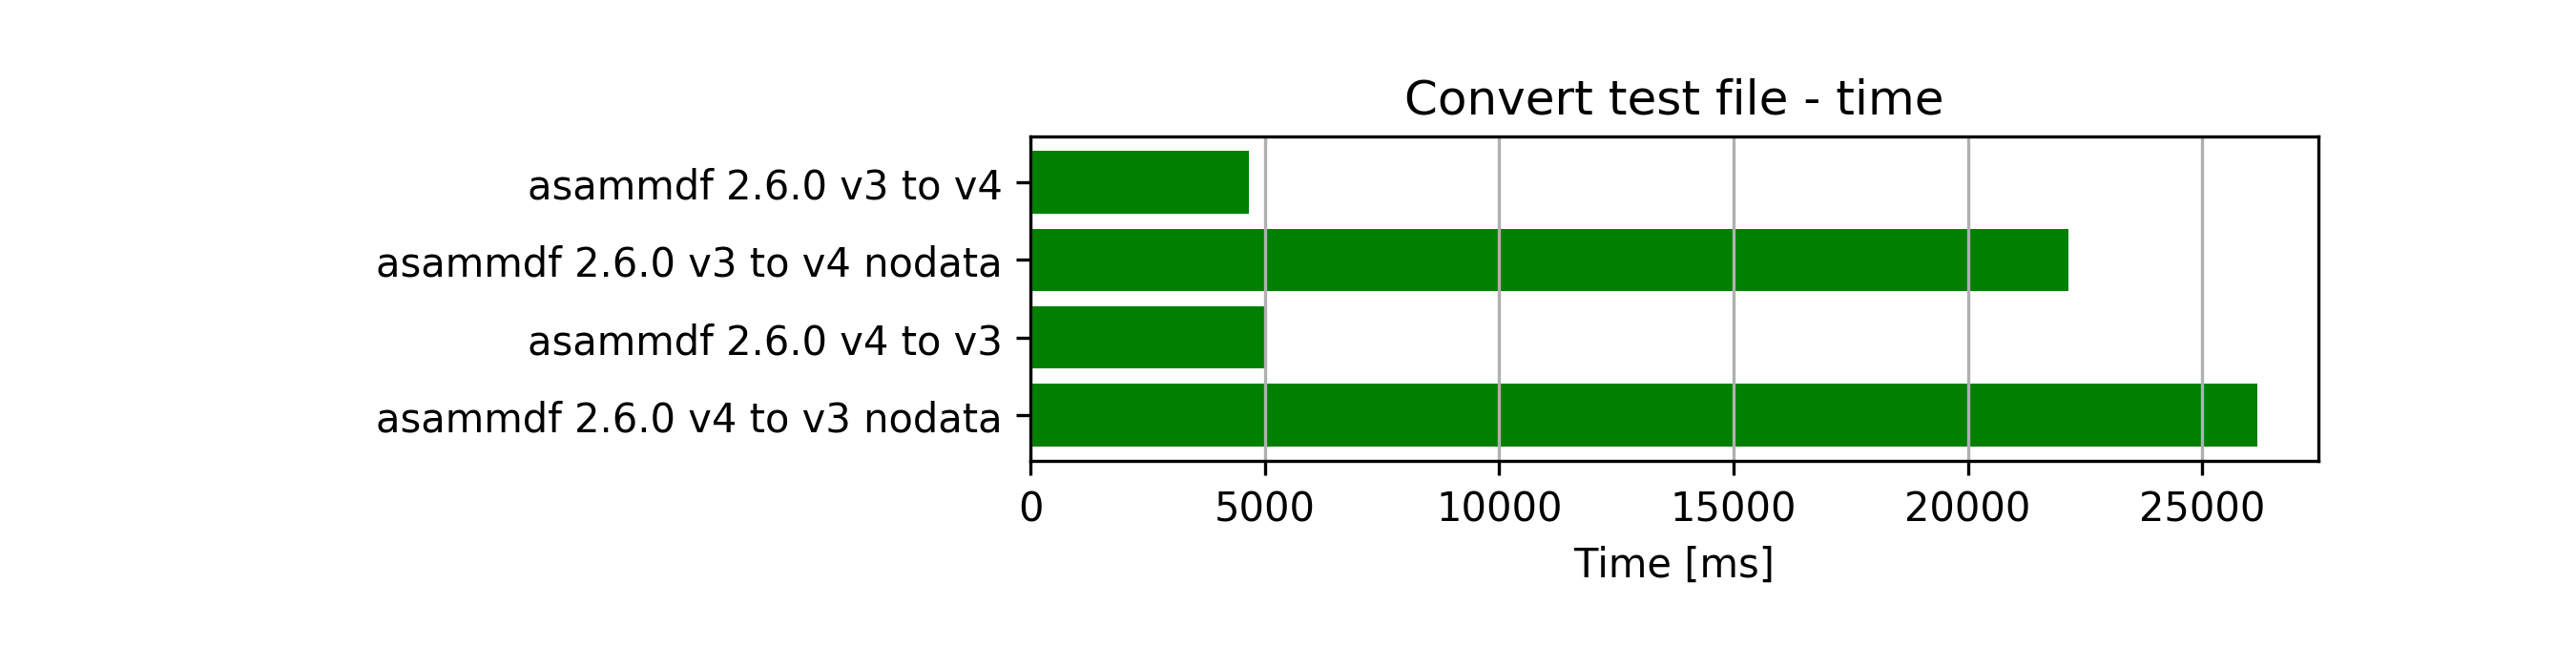 Convert test file - time
asammdf 2.6.0 v3 to v4
asammdf 2.6.0 v3 to v4 nodata
asammdf 2.6.0 v4 to v3
asammdf 2.6.0 v4 to v3 nodata
0 5000 10000 15000 20000 25000
Time [ms]